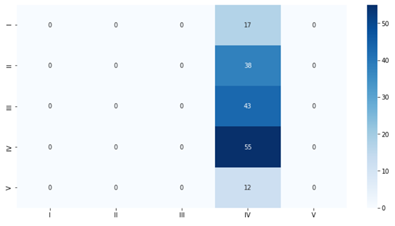 I 0 0 0 17 0
II 0 0 0 38 0
III 0 0 0 43 0
IV 0 0 0 55 0
V 0 0 0 12 0
I II III IV V
50
40
30
20
10
0